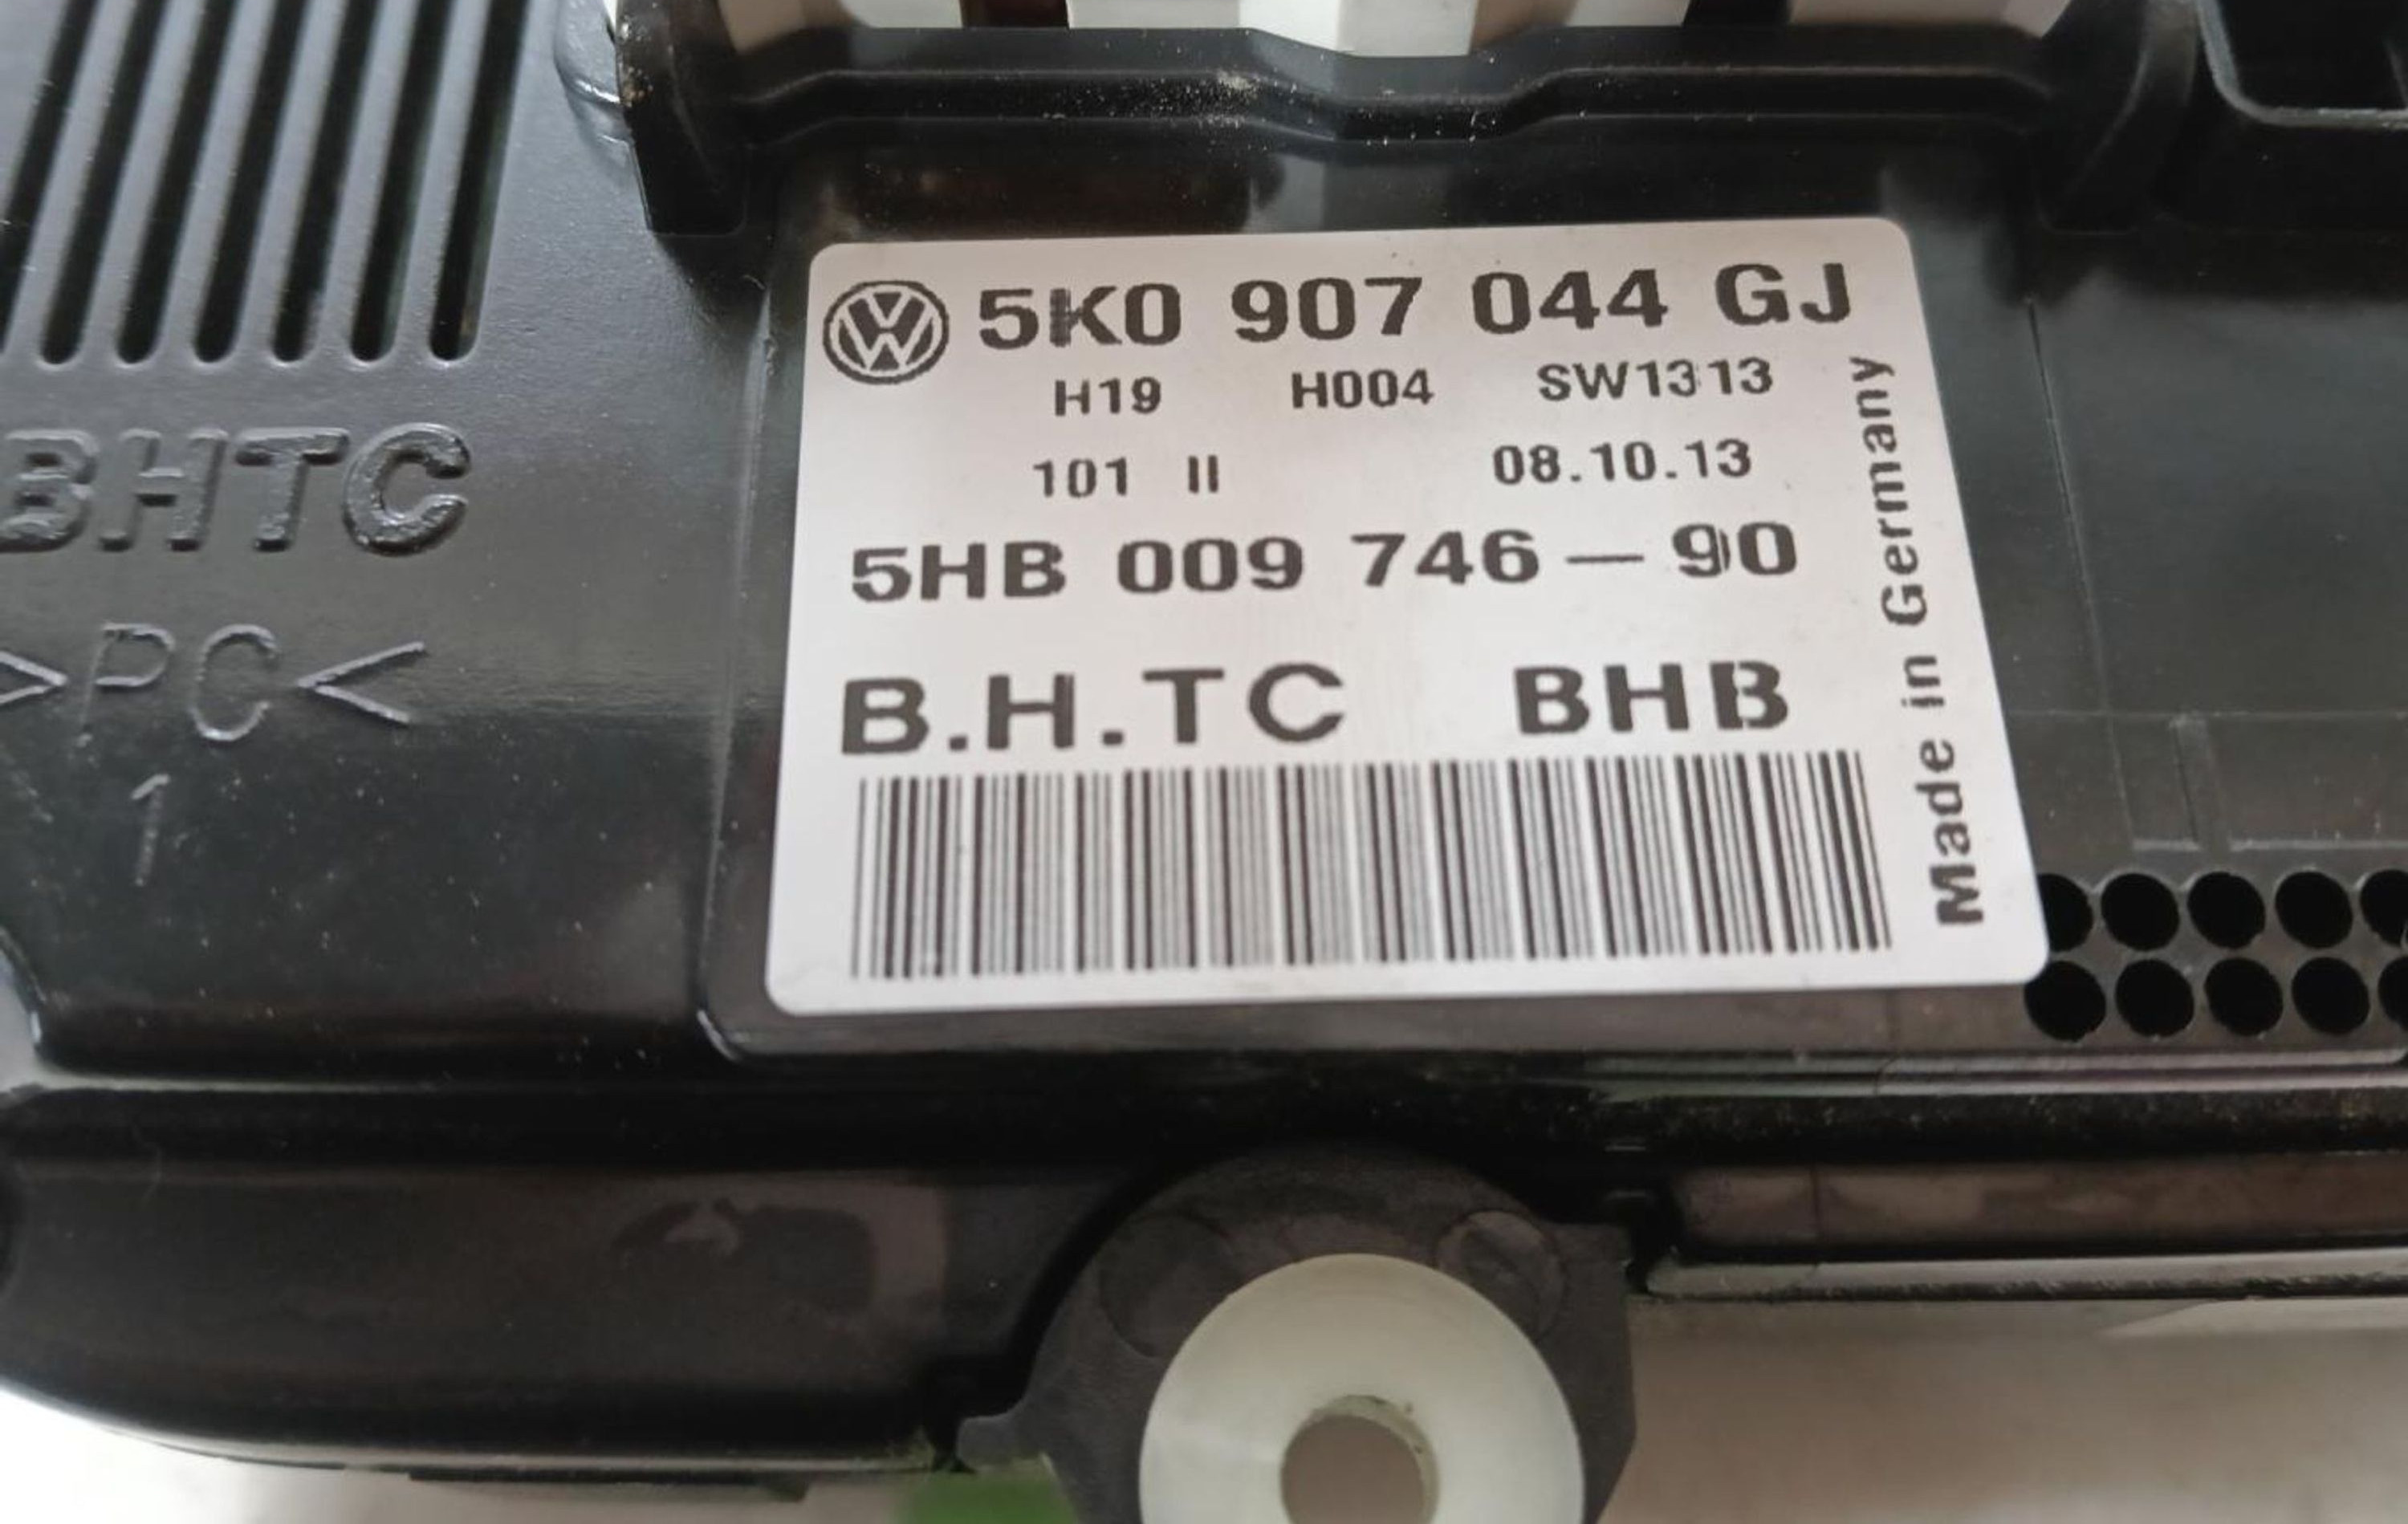 5K0 907 044 GJ
H19 H004 SW1313
101 II 08.10.13
5HB 009 746-90
B.H.TC BHB
Made in Germany
BHTC
>PC<
1